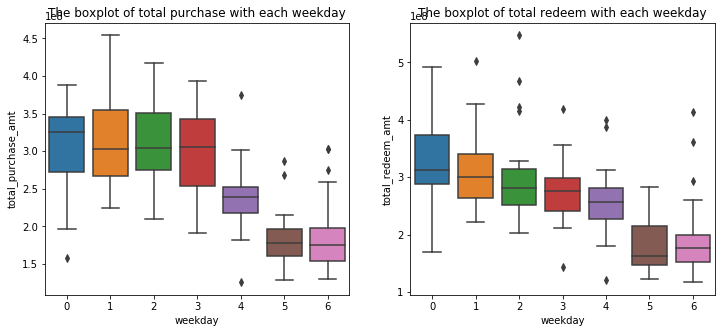 The boxplot of total purchase with each weekday
1e8
4.5
4.0
3.5
3.0
2.5
2.0
1.5
total_purchase_amt
0 1 2 3 4 5 6
weekday
The boxplot of total redeem with each weekday
1e8
5
4
3
2
1
total_redeem_amt
0 1 2 3 4 5 6
weekday